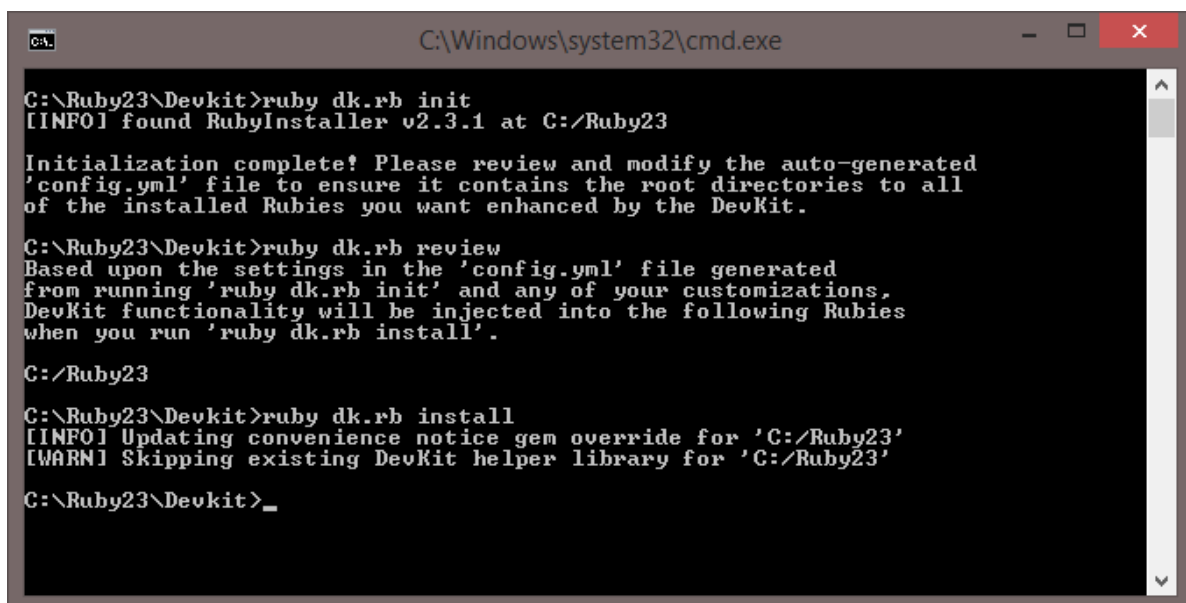 C:\Windows\system32\cmd.exe
C:\Ruby23\Devkit>ruby dk.rb init
[INFO] found RubyInstaller v2.3.1 at C:/Ruby23
Initialization complete! Please review and modify the auto-generated
'config.yml' file to ensure it contains the root directories to all
of the installed Rubies you want enhanced by the DevKit.
C:\Ruby23\Devkit>ruby dk.rb review
Based upon the settings in the 'config.yml' file generated
from running 'ruby dk.rb init' and any of your customizations,
DevKit functionality will be injected into the following Rubies
when you run 'ruby dk.rb install'.
C:/Ruby23
C:\Ruby23\Devkit>ruby dk.rb install
[INFO] Updating convenience notice gem override for 'C:/Ruby23'
[WARN] Skipping existing DevKit helper library for 'C:/Ruby23'
C:\Ruby23\Devkit>_